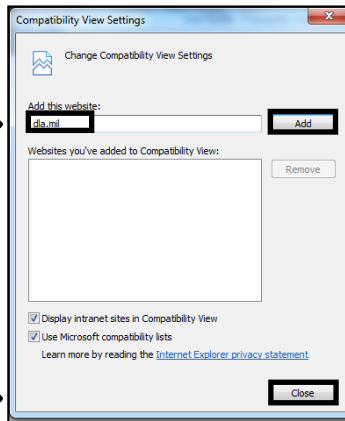 Compatibility View Settings
Change Compatibility View Settings
Add this website:
dla.mil
Add
Websites you've added to Compatibility View:
Remove
Display intranet sites in Compatibility View
Use Microsoft compatibility lists
Learn more by reading the Internet Explorer privacy statement
Close